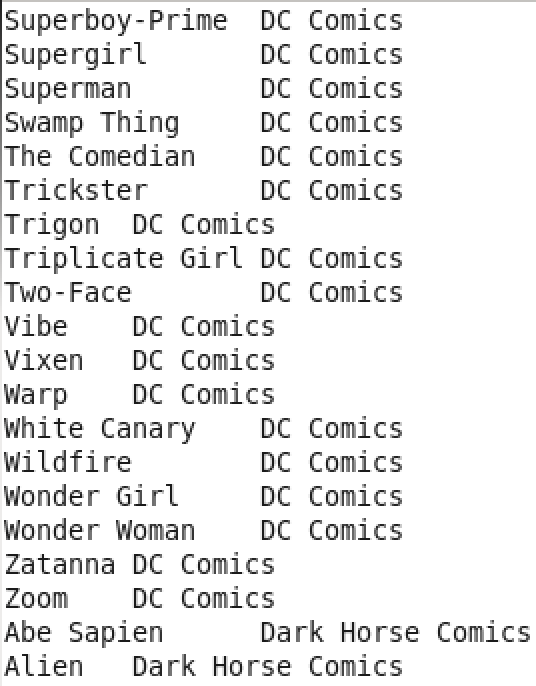 Superboy-Prime	DC Comics
Supergirl	DC Comics
Superman	DC Comics
Swamp Thing	DC Comics
The Comedian	DC Comics
Trickster	DC Comics
Trigon	DC Comics
Triplicate Girl	DC Comics
Two-Face	DC Comics
Vibe	DC Comics
Vixen	DC Comics
Warp	DC Comics
White Canary	DC Comics
Wildfire	DC Comics
Wonder Girl	DC Comics
Wonder Woman	DC Comics
Zatanna	DC Comics
Zoom	DC Comics
Abe Sapien	Dark Horse Comics
Alien	Dark Horse Comics